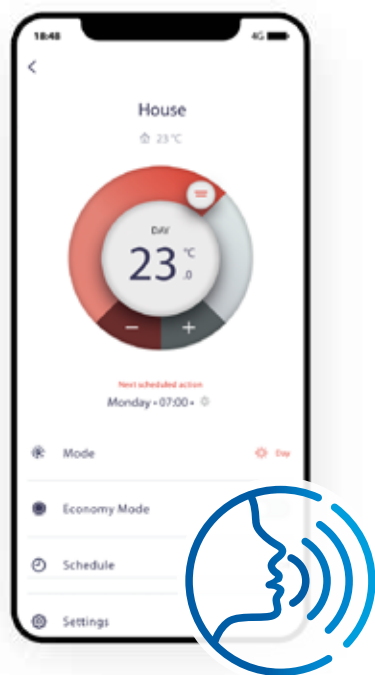 18:48 4G
House
23 °C
DAY
23 °C .0
− +
Next scheduled action
Monday • 07:00 •
Mode Day
Economy Mode
Schedule
Settings